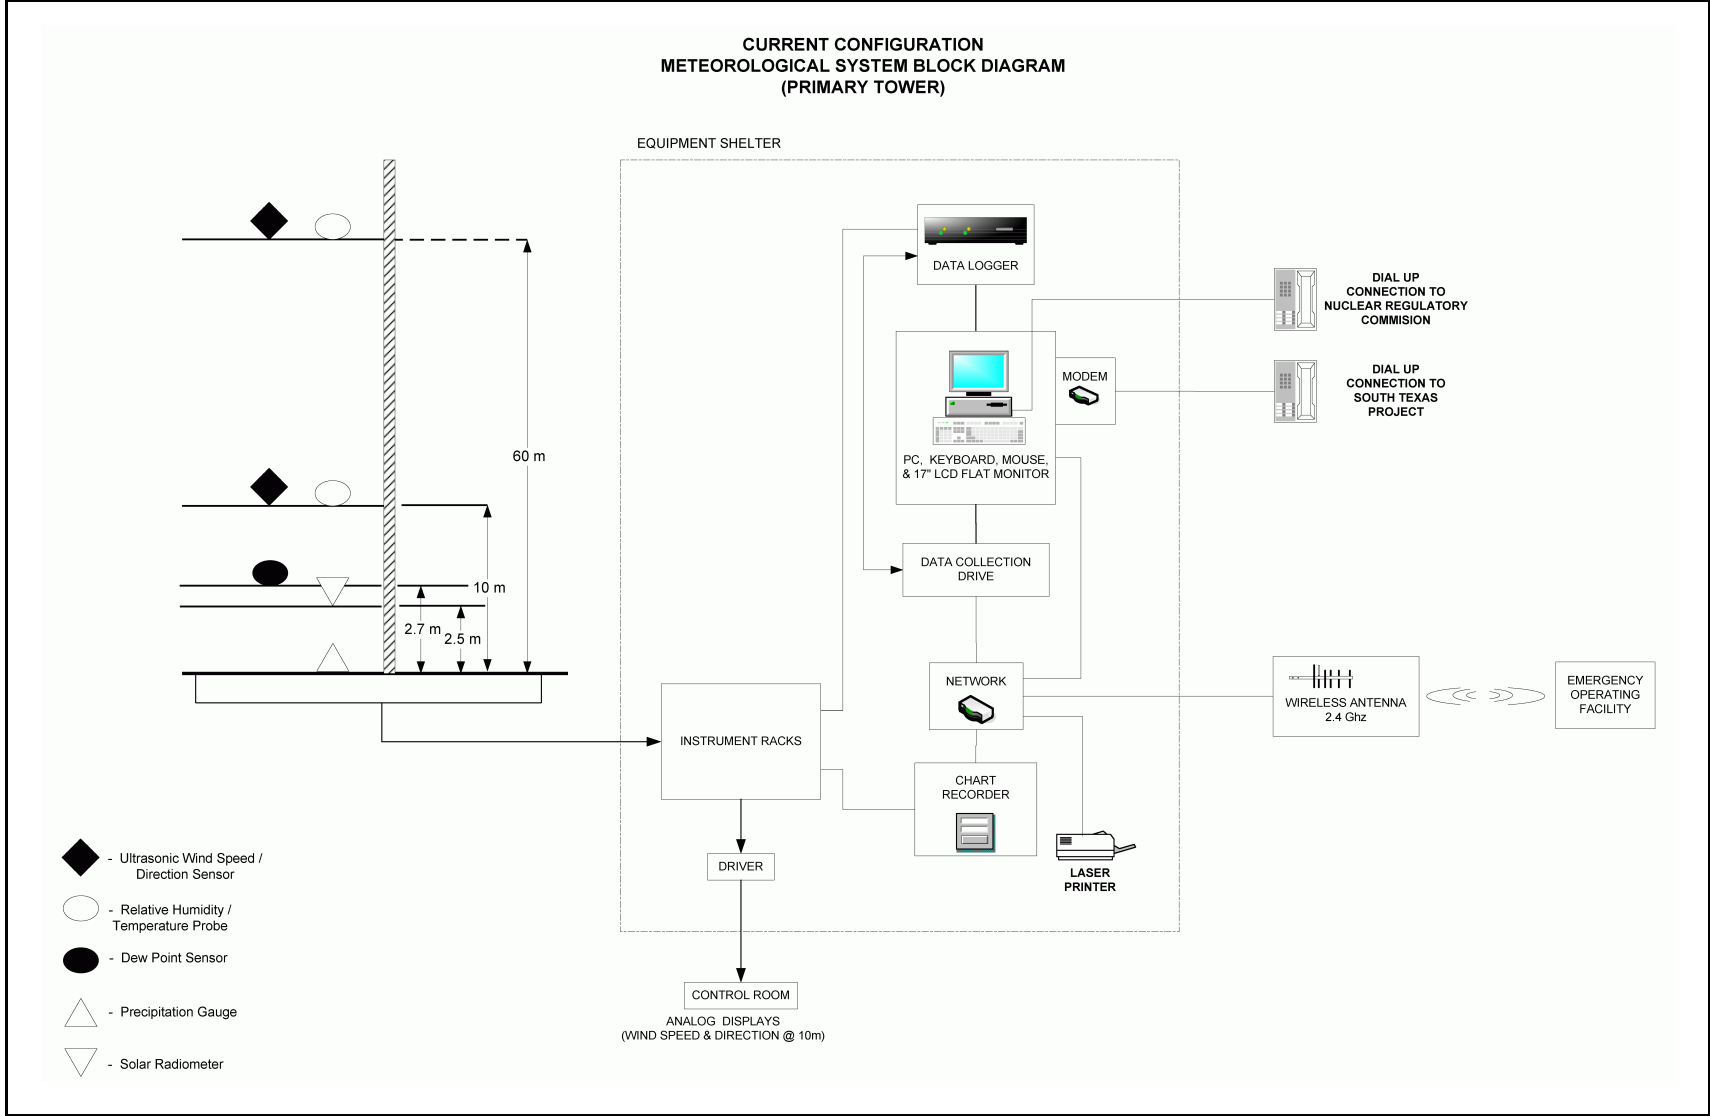 CURRENT CONFIGURATION
METEOROLOGICAL SYSTEM BLOCK DIAGRAM
(PRIMARY TOWER)
EQUIPMENT SHELTER
DATA LOGGER
DIAL UP
CONNECTION TO
NUCLEAR REGULATORY
COMMISION
MODEM
DIAL UP
CONNECTION TO
SOUTH TEXAS
PROJECT
PC, KEYBOARD, MOUSE,
& 17" LCD FLAT MONITOR
60 m
10 m
2.7 m
2.5 m
DATA COLLECTION
DRIVE
NETWORK
WIRELESS ANTENNA
2.4 Ghz
EMERGENCY
OPERATING
FACILITY
INSTRUMENT RACKS
CHART
RECORDER
DRIVER
LASER
PRINTER
CONTROL ROOM
ANALOG DISPLAYS
(WIND SPEED & DIRECTION @ 10m)
- Ultrasonic Wind Speed /
Direction Sensor
- Relative Humidity /
Temperature Probe
- Dew Point Sensor
- Precipitation Gauge
- Solar Radiometer